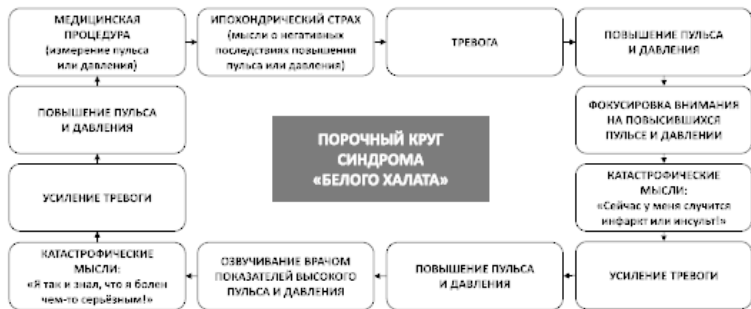 МЕДИЦИНСКАЯ
ПРОЦЕДУРА
(измерение пульса
или давления)
ИПОХОНДРИЧЕСКИЙ СТРАХ
(мысли о негативных
последствиях повышения
пульса или давления)
ТРЕВОГА
ПОВЫШЕНИЕ ПУЛЬСА
И ДАВЛЕНИЯ
ФОКУСИРОВКА ВНИМАНИЯ
НА ПОВЫСИВШИХСЯ
ПУЛЬСЕ И ДАВЛЕНИИ
КАТАСТРОФИЧЕСКИЕ
МЫСЛИ:
«Сейчас у меня случится
инфаркт или инсульт!»
УСИЛЕНИЕ ТРЕВОГИ
ПОВЫШЕНИЕ ПУЛЬСА
И ДАВЛЕНИЯ
ОЗВУЧИВАНИЕ ВРАЧОМ
ПОКАЗАТЕЛЕЙ ВЫСОКОГО
ПУЛЬСА И ДАВЛЕНИЯ
КАТАСТРОФИЧЕСКИЕ
МЫСЛИ:
«Я так и знал, что я болен
чем-то серьёзным!»
УСИЛЕНИЕ ТРЕВОГИ
ПОВЫШЕНИЕ ПУЛЬСА
И ДАВЛЕНИЯ
ПОРОЧНЫЙ КРУГ
СИНДРОМА
«БЕЛОГО ХАЛАТА»